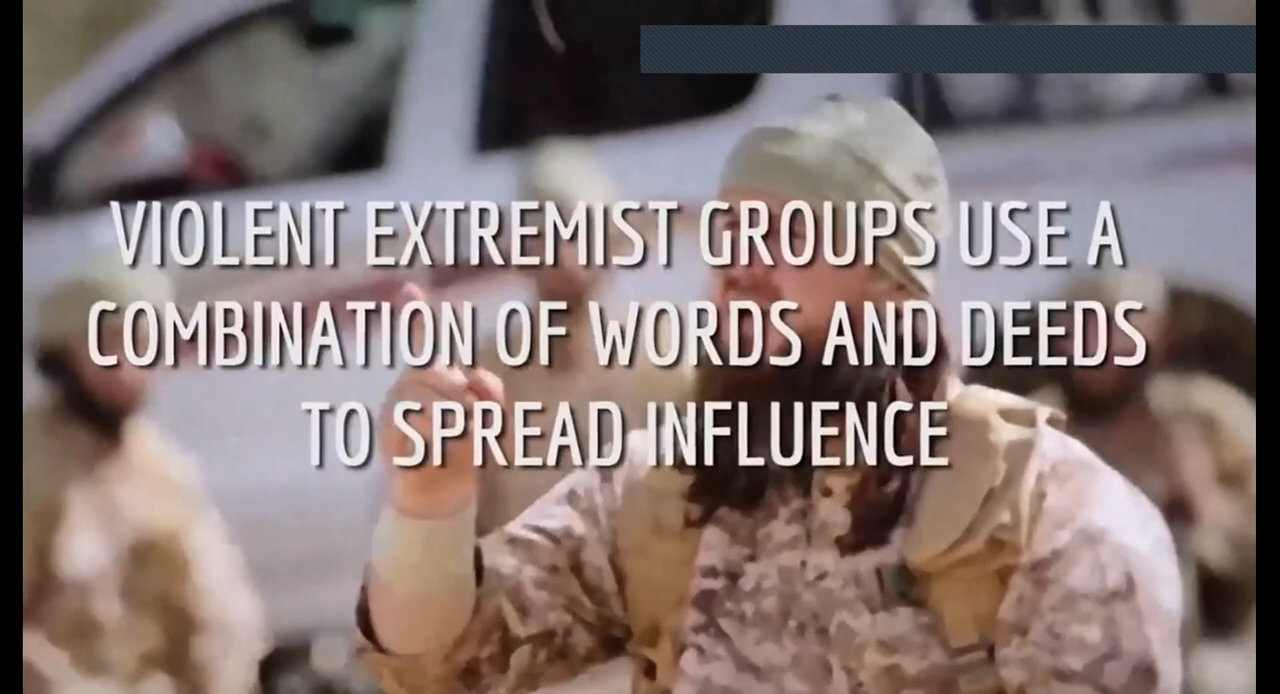 VIOLENT EXTREMIST GROUPS USE A
COMBINATION OF WORDS AND DEEDS
TO SPREAD INFLUENCE